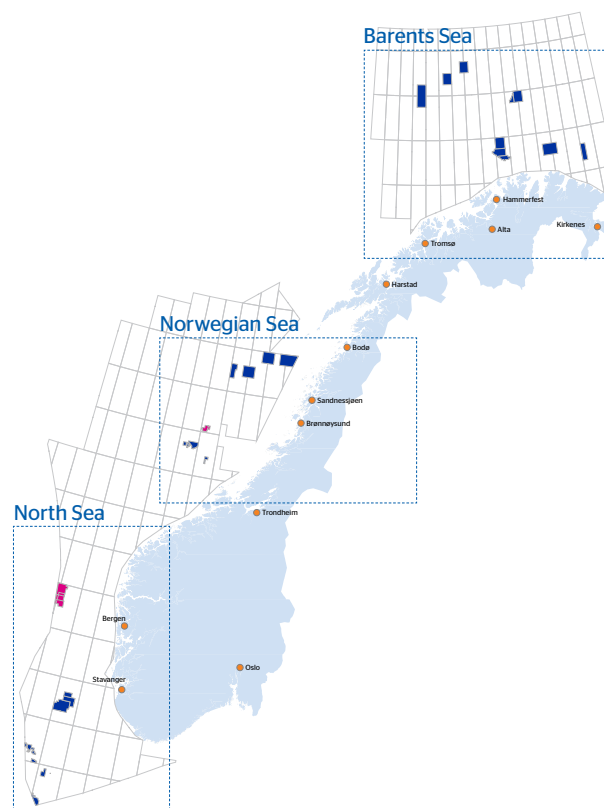 Barents Sea
Hammerfest
Kirkenes
Alta
Tromsø
Harstad
Norwegian Sea
Bodø
Sandnessjøen
Brønnøysund
North Sea
Trondheim
Bergen
Oslo
Stavanger